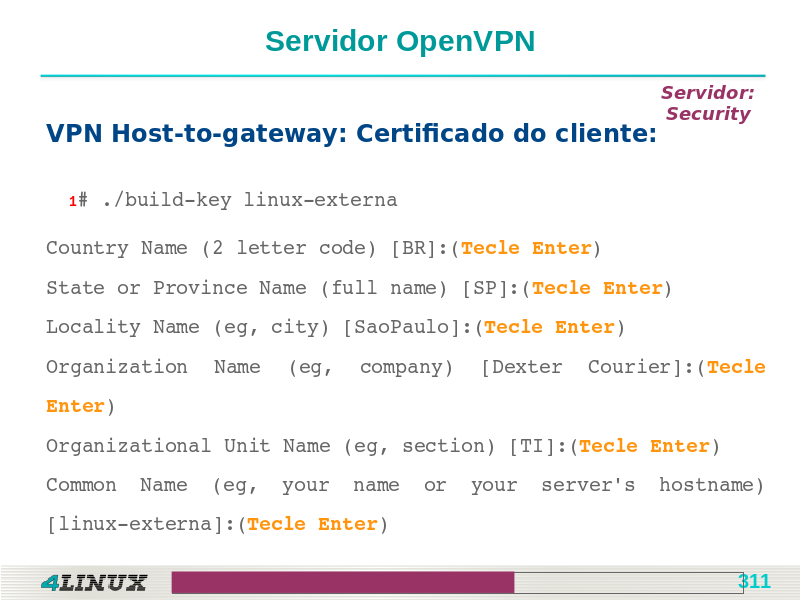 Servidor OpenVPN
Servidor:
Security
VPN Host-to-gateway: Certificado do cliente:
1# ./build-key linux-externa
Country Name (2 letter code) [BR]:(Tecle Enter)
State or Province Name (full name) [SP]:(Tecle Enter)
Locality Name (eg, city) [SaoPaulo]:(Tecle Enter)
Organization Name (eg, company) [Dexter Courier]:(Tecle
Enter)
Organizational Unit Name (eg, section) [TI]:(Tecle Enter)
Common Name (eg, your name or your server's hostname)
[linux-externa]:(Tecle Enter)
4LINUX
311